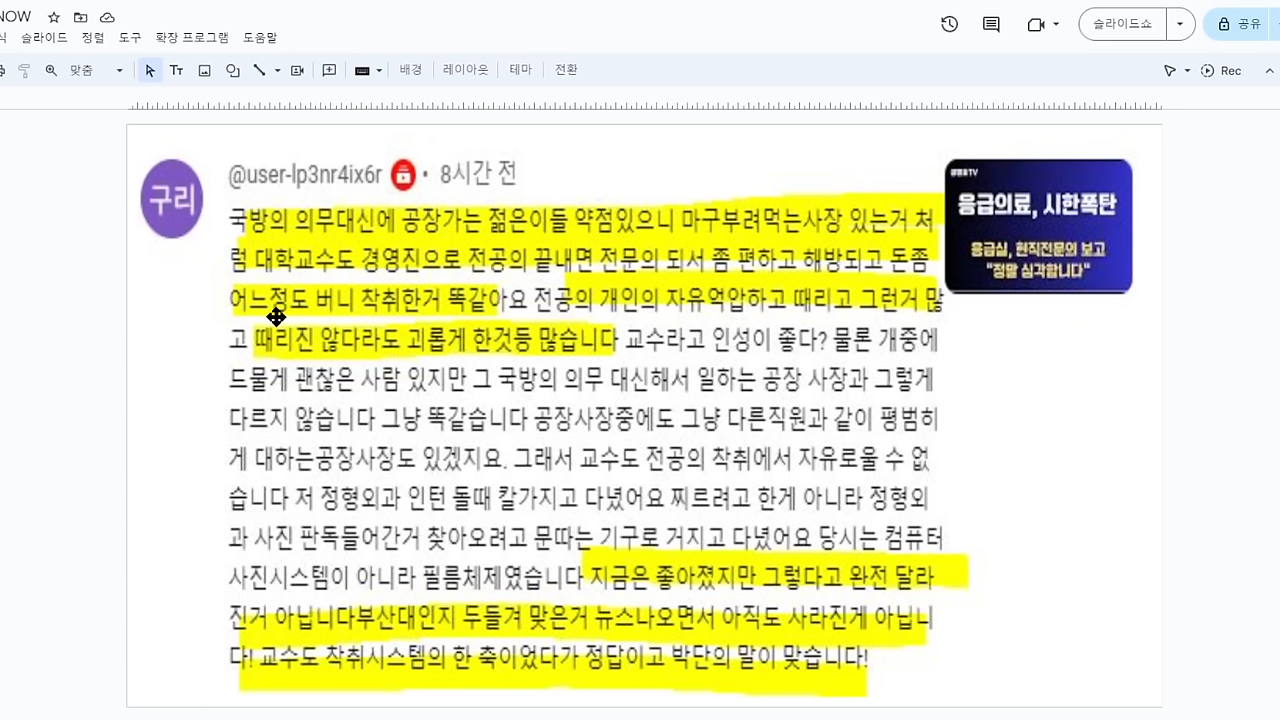 NOW
식 슬라이드 정렬 도구 확장 프로그램 도움말
슬라이드쇼
공유
맞춤
배경 레이아웃 테마 전환
Rec
구리
@user-lp3nr4ix6r • 8시간 전
국방의 의무대신에 공장가는 젊은이들 약점있으니 마구부려먹는사장 있는거 처
럼 대학교수도 경영진으로 전공의 끝내면 전문의 되서 좀 편하고 해방되고 돈좀
어느정도 버니 착취한거 똑같아요 전공의 개인의 자유억압하고 때리고 그런거 많
고 때리진 않다라도 괴롭게 한것등 많습니다 교수라고 인성이 좋다? 물론 개중에
드물게 괜찮은 사람 있지만 그 국방의 의무 대신해서 일하는 공장 사장과 그렇게
다르지 않습니다 그냥 똑같습니다 공장사장중에도 그냥 다른직원과 같이 평범히
게 대하는공장사장도 있겠지요. 그래서 교수도 전공의 착취에서 자유로울 수 없
습니다 저 정형외과 인턴 돌때 칼가지고 다녔어요 찌르려고 한게 아니라 정형외
과 사진 판독들어간거 찾아오려고 문따는 기구로 거지고 다녔어요 당시는 컴퓨터
사진시스템이 아니라 필름체제였습니다 지금은 좋아졌지만 그렇다고 완전 달라
진거 아닙니다부산대인지 두들겨 맞은거 뉴스나오면서 아직도 사라진게 아닙니
다! 교수도 착취시스템의 한 축이었다가 정답이고 박단의 말이 맞습니다!
응급의료, 시한폭탄
응급실, 현직전문의 보고
"정말 심각합니다"